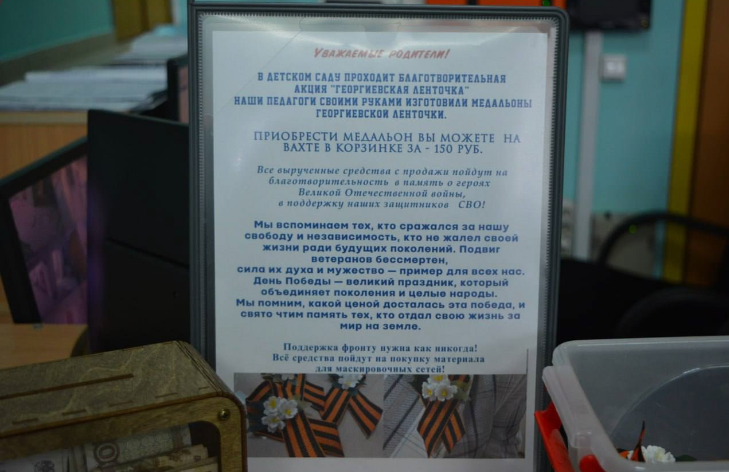 Уважаемые родители!
В ДЕТСКОМ САДУ ПРОХОДИТ БЛАГОТВОРИТЕЛЬНАЯ
АКЦИЯ "ГЕОРГИЕВСКАЯ ЛЕНТОЧКА"
НАШИ ПЕДАГОГИ СВОИМИ РУКАМИ ИЗГОТОВИЛИ МЕДАЛЬОНЫ
ГЕОРГИЕВСКОЙ ЛЕНТОЧКИ.
ПРИОБРЕСТИ МЕДАЛЬОН ВЫ МОЖЕТЕ НА
ВАХТЕ В КОРЗИНКЕ ЗА - 150 РУБ.
Все вырученные средства с продажи пойдут на
благотворительность в память о героях
Великой Отечественной войны,
в поддержку наших защитников СВО!
Мы вспоминаем тех, кто сражался за нашу
свободу и независимость, кто не жалел своей
жизни ради будущих поколений. Подвиг
ветеранов бессмертен,
сила их духа и мужество — пример для всех нас.
День Победы — великий праздник, который
объединяет поколения и целые народы.
Мы помним, какой ценой досталась эта победа, и
свято чтим память тех, кто отдал свою жизнь за
мир на земле.
Поддержка фронту нужна как никогда!
Всё средства пойдут на покупку материала
для маскировочных сетей!